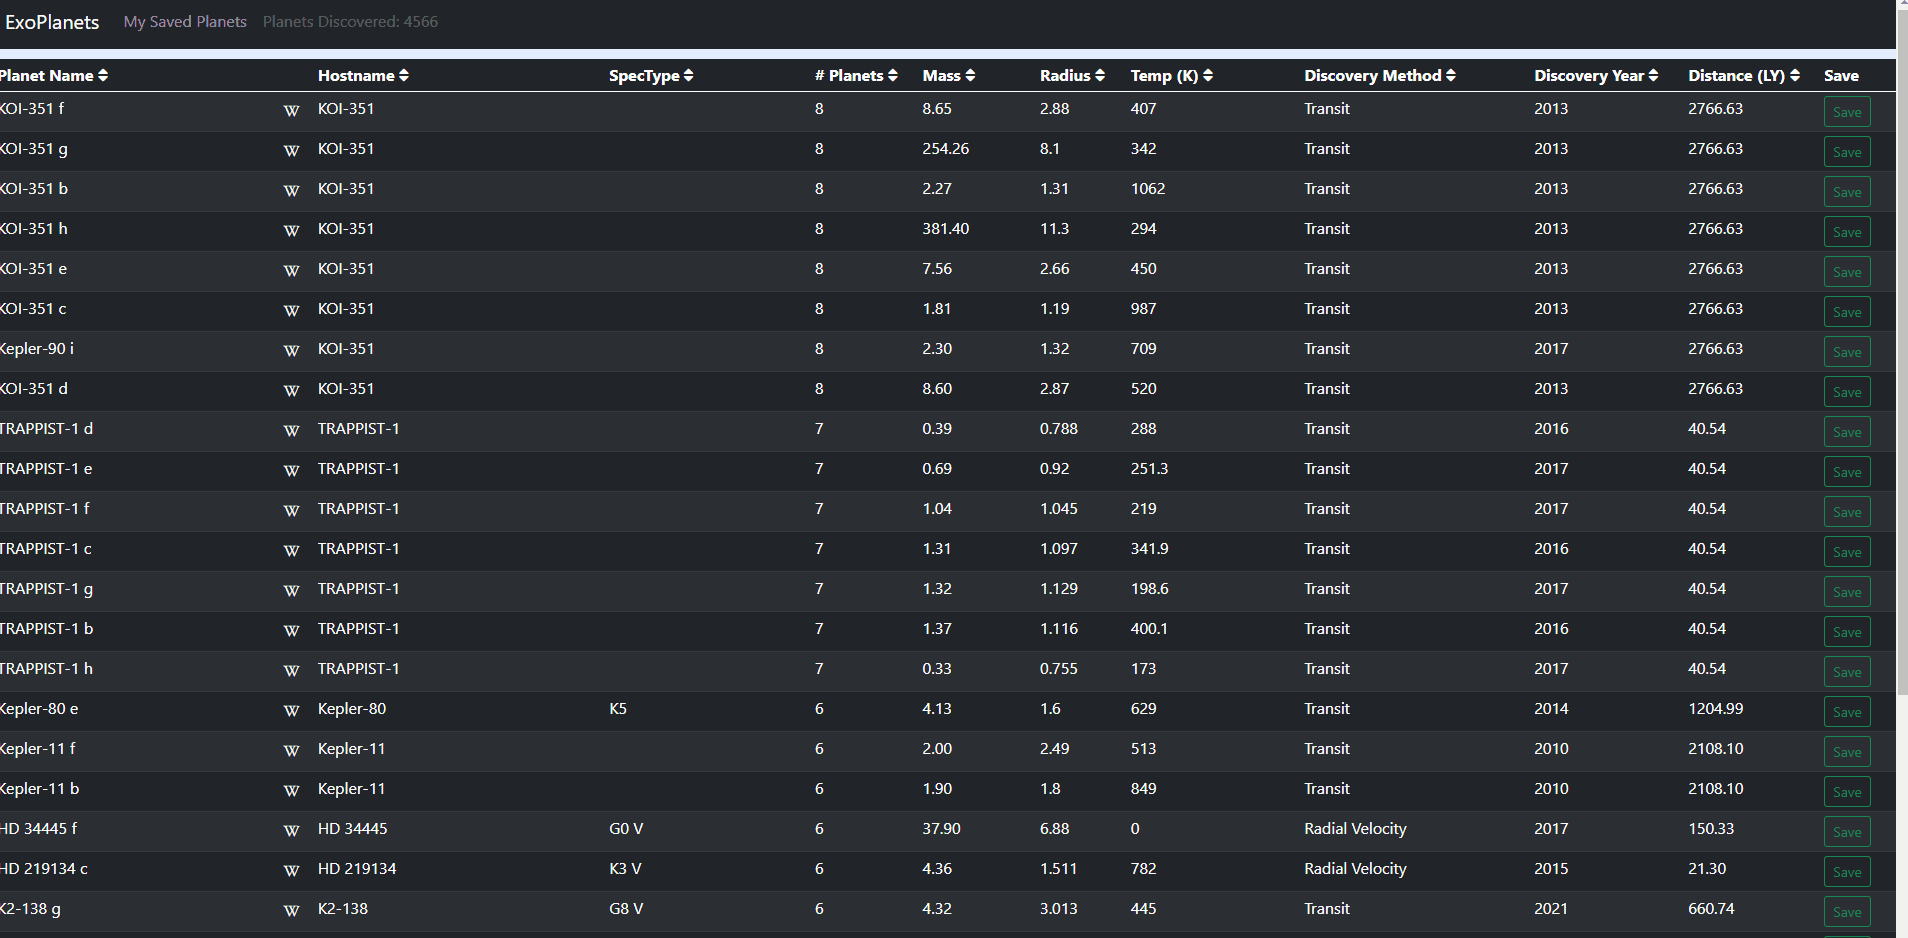 ExoPlanets My Saved Planets Planets Discovered: 4566
Planet Name Hostname SpecType # Planets Mass Radius Temp (K) Discovery Method Discovery Year Distance (LY) Save
KOI-351 f W KOI-351 8 8.65 2.88 407 Transit 2013 2766.63 Save
KOI-351 g W KOI-351 8 254.26 8.1 342 Transit 2013 2766.63 Save
KOI-351 b W KOI-351 8 2.27 1.31 1062 Transit 2013 2766.63 Save
KOI-351 h W KOI-351 8 381.40 11.3 294 Transit 2013 2766.63 Save
KOI-351 e W KOI-351 8 7.56 2.66 450 Transit 2013 2766.63 Save
KOI-351 c W KOI-351 8 1.81 1.19 987 Transit 2013 2766.63 Save
Kepler-90 i W KOI-351 8 2.30 1.32 709 Transit 2017 2766.63 Save
KOI-351 d W KOI-351 8 8.60 2.87 520 Transit 2013 2766.63 Save
TRAPPIST-1 d W TRAPPIST-1 7 0.39 0.788 288 Transit 2016 40.54 Save
TRAPPIST-1 e W TRAPPIST-1 7 0.69 0.92 251.3 Transit 2017 40.54 Save
TRAPPIST-1 f W TRAPPIST-1 7 1.04 1.045 219 Transit 2017 40.54 Save
TRAPPIST-1 c W TRAPPIST-1 7 1.31 1.097 341.9 Transit 2016 40.54 Save
TRAPPIST-1 g W TRAPPIST-1 7 1.32 1.129 198.6 Transit 2017 40.54 Save
TRAPPIST-1 b W TRAPPIST-1 7 1.37 1.116 400.1 Transit 2016 40.54 Save
TRAPPIST-1 h W TRAPPIST-1 7 0.33 0.755 173 Transit 2017 40.54 Save
Kepler-80 e W Kepler-80 K5 6 4.13 1.6 629 Transit 2014 1204.99 Save
Kepler-11 f W Kepler-11 6 2.00 2.49 513 Transit 2010 2108.10 Save
Kepler-11 b W Kepler-11 6 1.90 1.8 849 Transit 2010 2108.10 Save
HD 34445 f W HD 34445 G0 V 6 37.90 6.88 0 Radial Velocity 2017 150.33 Save
HD 219134 c W HD 219134 K3 V 6 4.36 1.511 782 Radial Velocity 2015 21.30 Save
K2-138 g W K2-138 G8 V 6 4.32 3.013 445 Transit 2021 660.74 Save